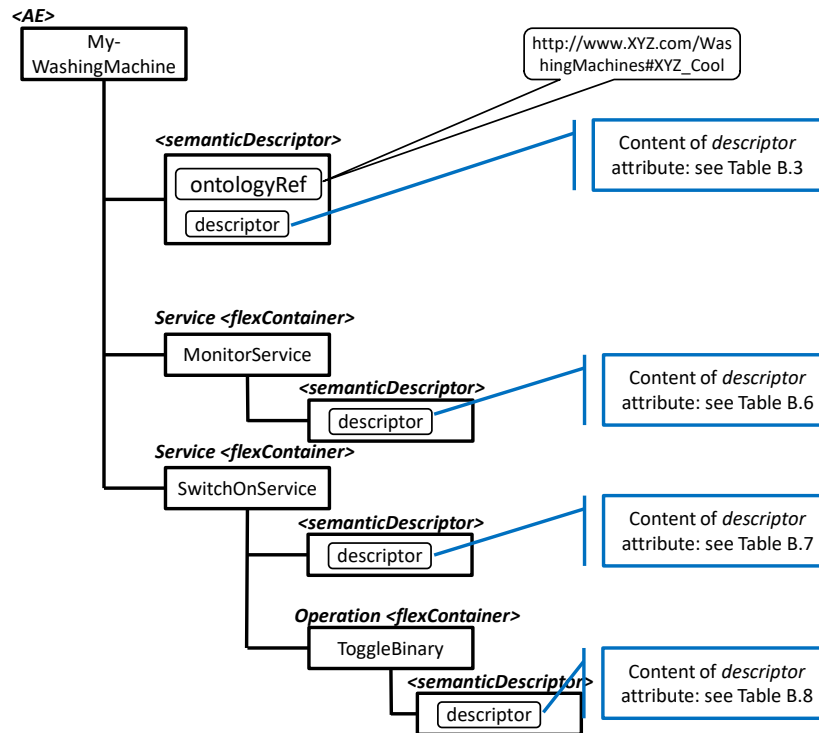 <AE>
My-
WashingMachine
http://www.XYZ.com/Was
hingMachines#XYZ_Cool
<semanticDescriptor>
ontologyRef
descriptor
Content of descriptor
attribute: see Table B.3
Service <flexContainer>
MonitorService
<semanticDescriptor>
descriptor
Content of descriptor
attribute: see Table B.6
Service <flexContainer>
SwitchOnService
<semanticDescriptor>
descriptor
Content of descriptor
attribute: see Table B.7
Operation <flexContainer>
ToggleBinary
<semanticDescriptor>
descriptor
Content of descriptor
attribute: see Table B.8